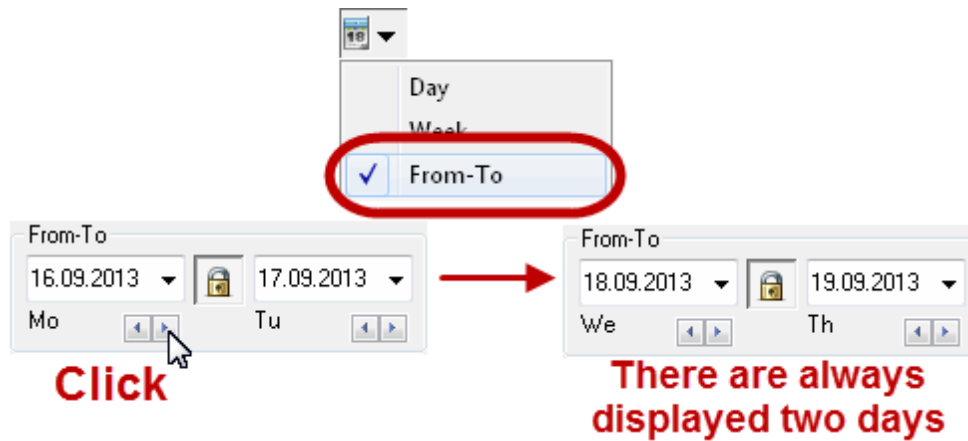 18
Day
Week
From-To
From-To
16.09.2013
17.09.2013
Mo
Tu
Click
From-To
18.09.2013
19.09.2013
We
Th
There are always
displayed two days